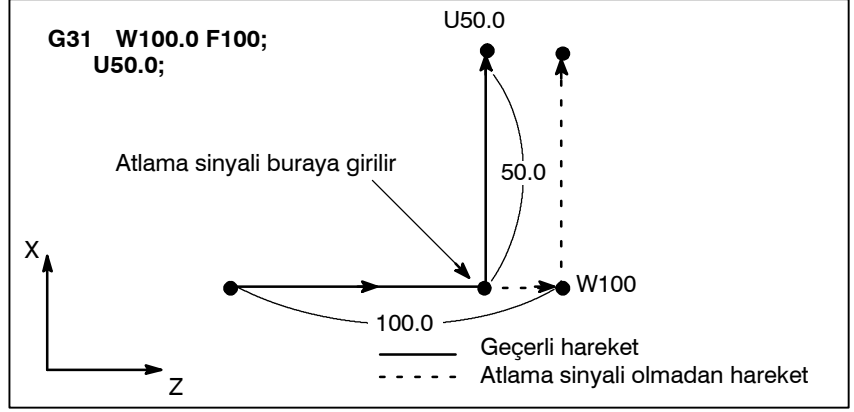 U50.0
G31 W100.0 F100;
U50.0;
Atlama sinyali buraya girilir
50.0
X
W100
100.0
Geçerli hareket
Z
Atlama sinyali olmadan hareket